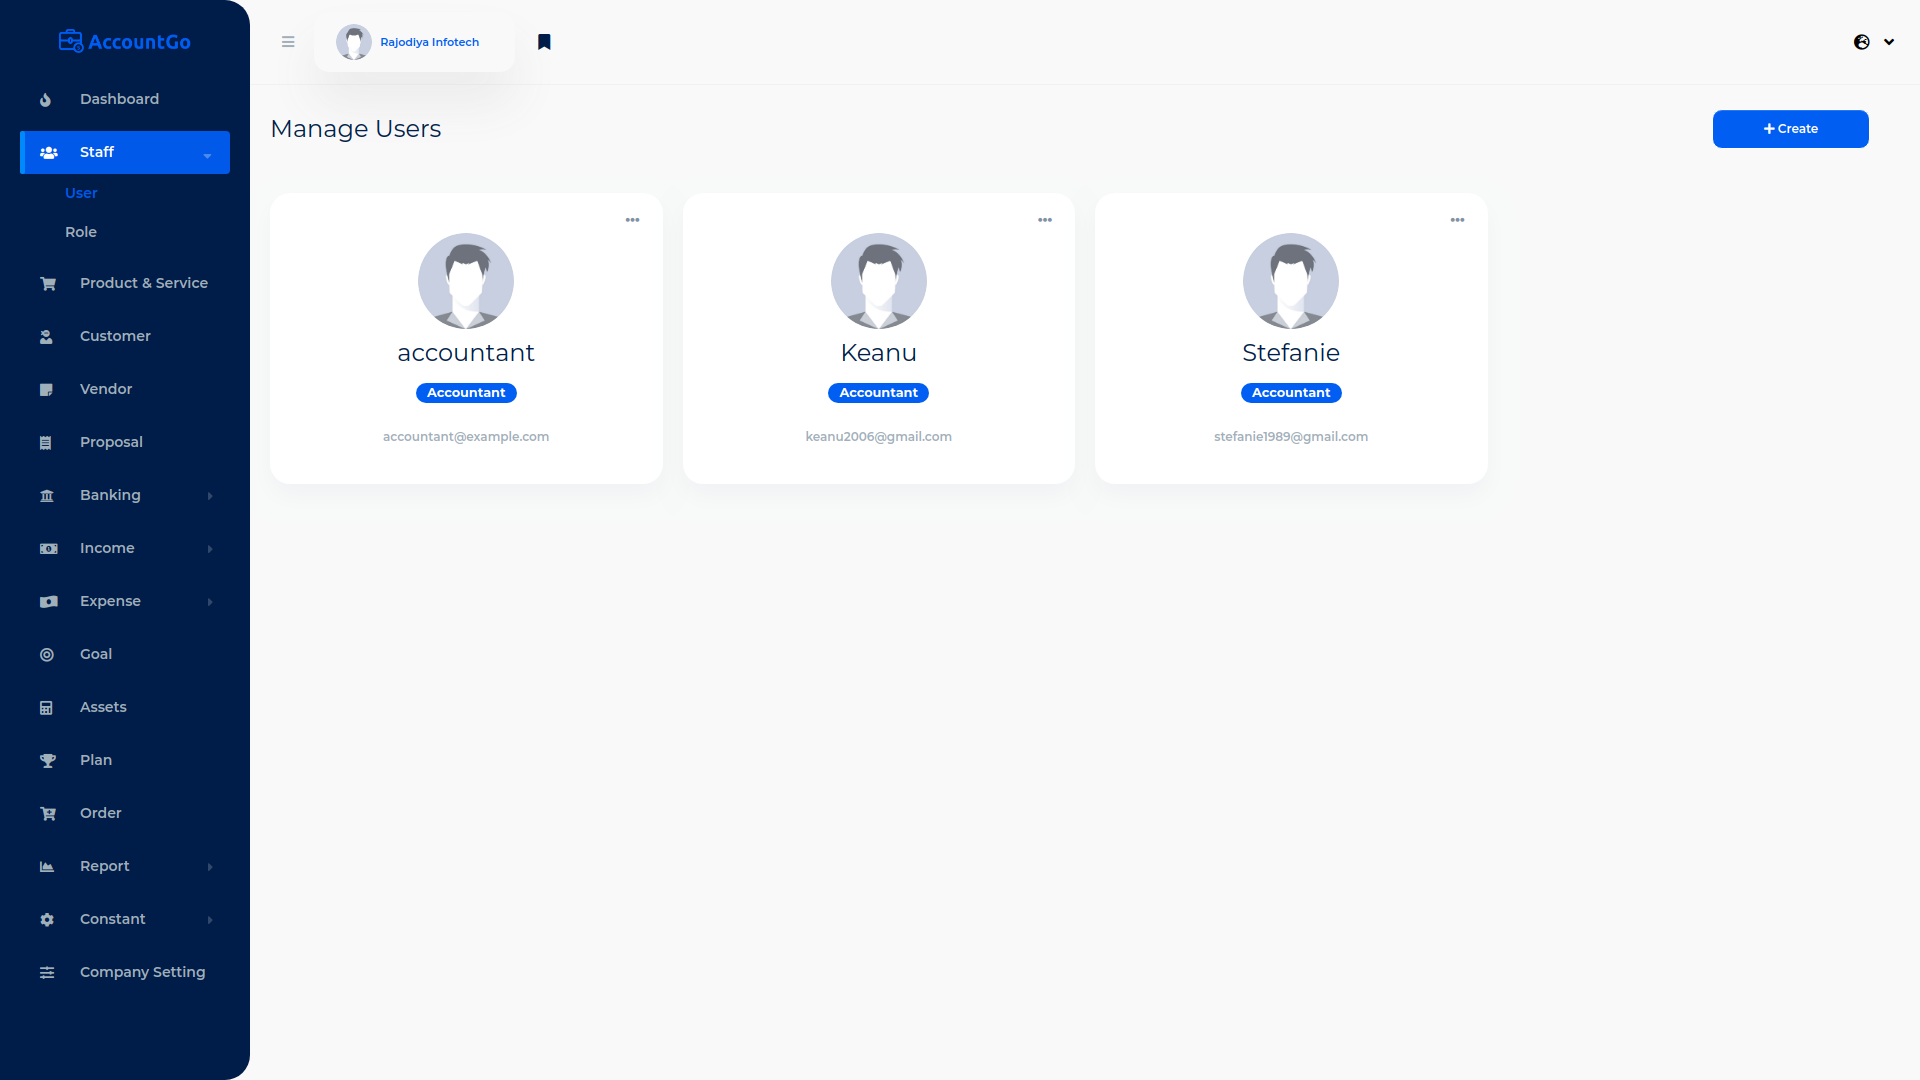 AccountGo
Rajodiya Infotech
Dashboard
Staff
User
Role
Product & Service
Customer
Vendor
Proposal
Banking
Income
Expense
Goal
Assets
Plan
Order
Report
Constant
Company Setting
Manage Users
Create
accountant
Accountant
accountant@example.com
Keanu
Accountant
keanu2006@gmail.com
Stefanie
Accountant
stefanie1989@gmail.com